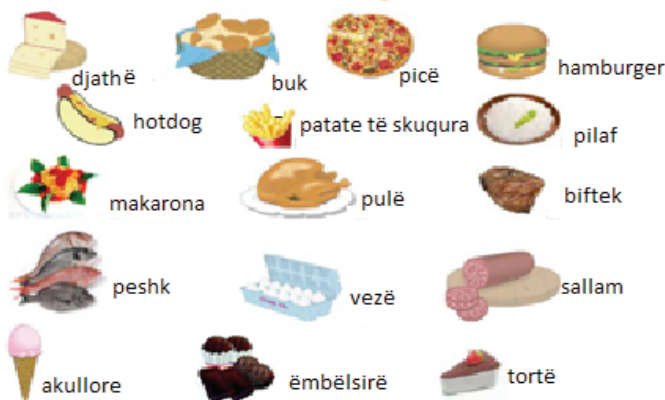 djathë
buk
picë
hamburger
hotdog
patate të skuqura
pilaf
makarona
pulë
biftek
peshk
vezë
sallam
akullore
ëmbëlsirë
tortë